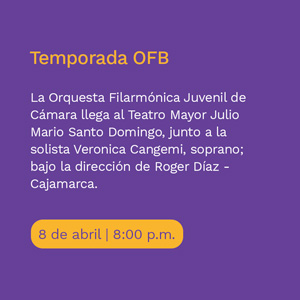 Temporada OFB
La Orquesta Filarmónica Juvenil de
Cámara llega al Teatro Mayor Julio
Mario Santo Domingo, junto a la
solista Veronica Cangemi, soprano;
bajo la dirección de Roger Díaz -
Cajamarca.
8 de abril | 8:00 p.m.